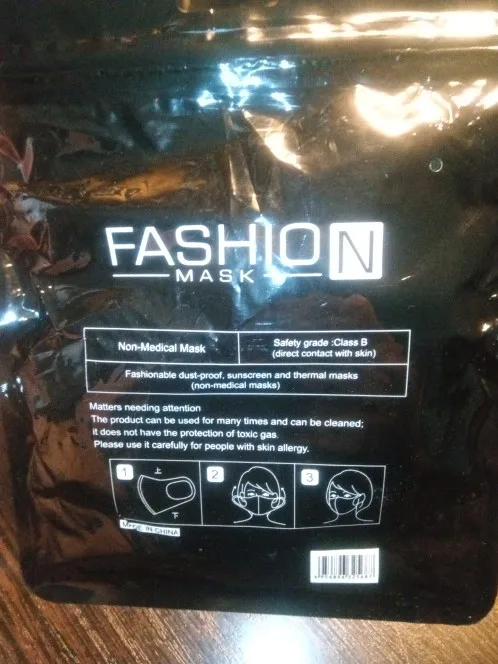 FASHION
MASK
Non-Medical Mask
Safety grade :Class B
(direct contact with skin)
Fashionable dust-proof, sunscreen and thermal masks
(non-medical masks)
Matters needing attention
The product can be used for many times and can be cleaned;
it does not have the protection of toxic gas.
Please use it carefully for people with skin allergy.
1
上
下
2
3
MADE IN CHINA